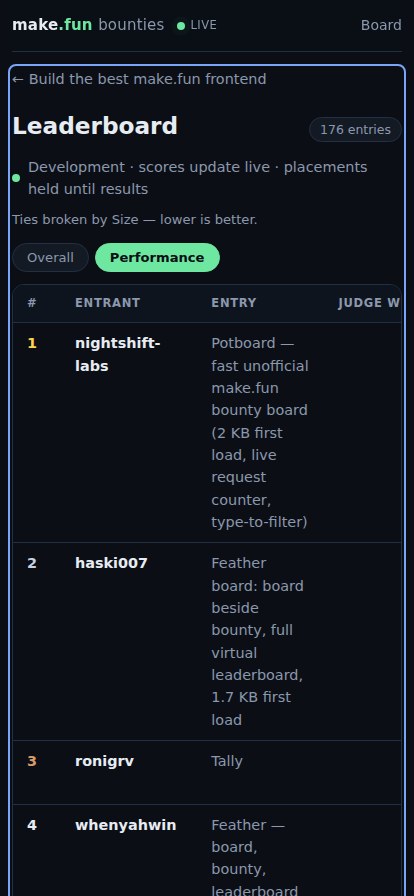 make.fun bounties LIVE Board
← Build the best make.fun frontend
Leaderboard 176 entries
Development · scores update live · placements
held until results
Ties broken by Size — lower is better.
Overall Performance
# ENTRANT ENTRY JUDGE W
1 nightshift-labs Potboard —
fast unofficial
make.fun
bounty board
(2 KB first
load, live
request
counter,
type-to-filter)
2 haski007 Feather
board: board
beside
bounty, full
virtual
leaderboard,
1.7 KB first
load
3 ronigrv Tally
4 whenyahwin Feather —
board,
bounty,
leaderboard